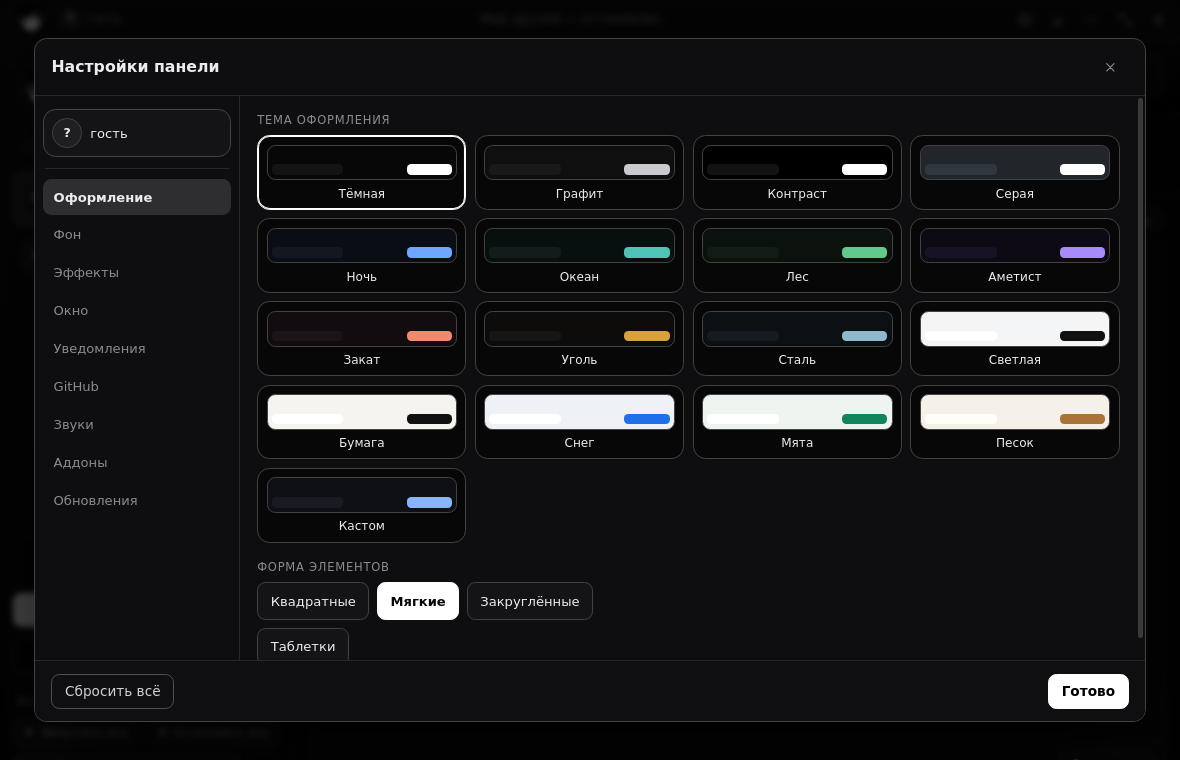 Настройки панели
×
? гость
Оформление
Фон
Эффекты
Окно
Уведомления
GitHub
Звуки
Аддоны
Обновления
ТЕМА ОФОРМЛЕНИЯ
Тёмная
Графит
Контраст
Серая
Ночь
Океан
Лес
Аметист
Закат
Уголь
Сталь
Светлая
Бумага
Снег
Мята
Песок
Кастом
ФОРМА ЭЛЕМЕНТОВ
Квадратные
Мягкие
Закруглённые
Таблетки
Сбросить всё
Готово